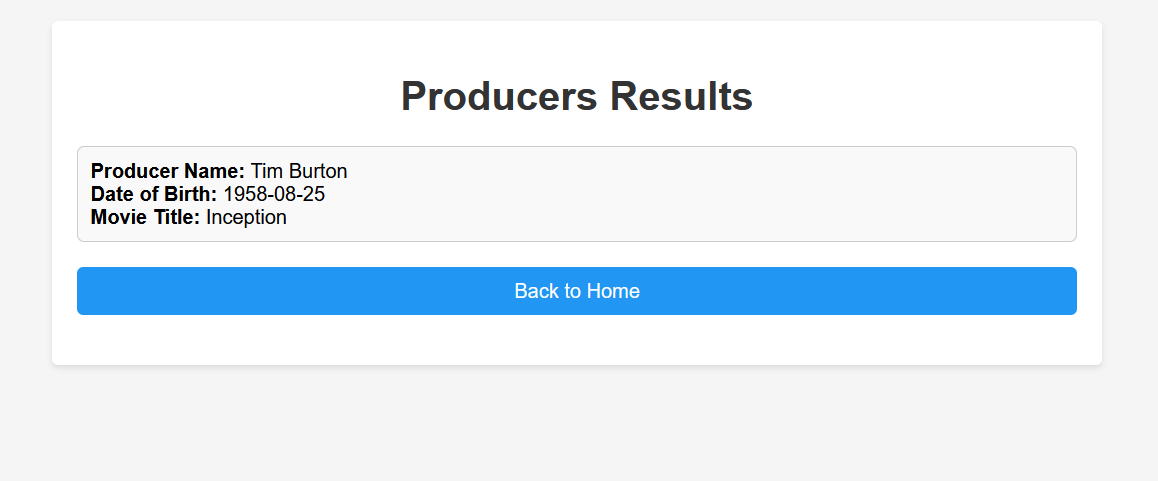 Producers Results
Producer Name: Tim Burton
Date of Birth: 1958-08-25
Movie Title: Inception
Back to Home